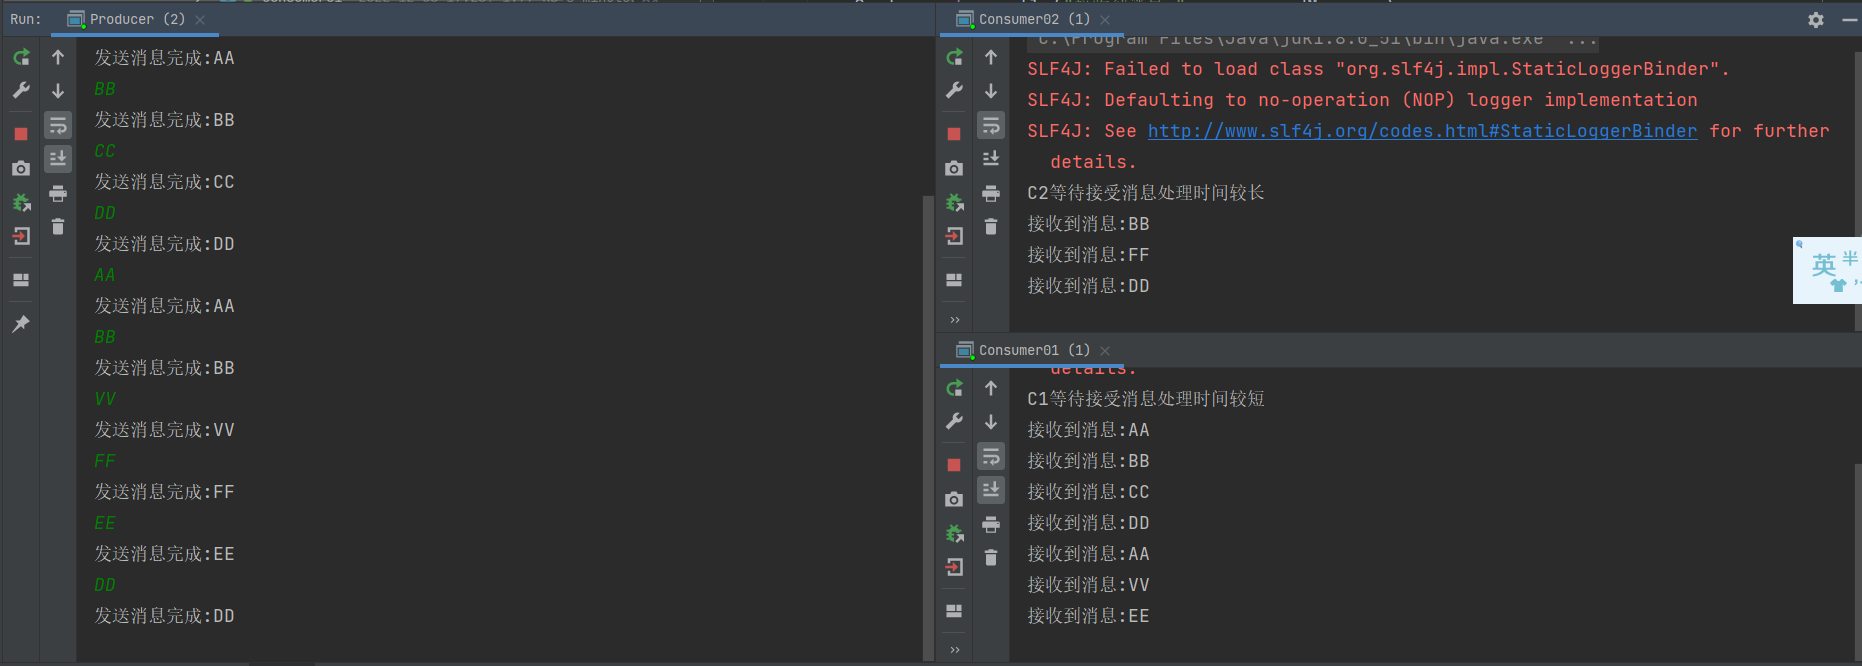 Run:
Producer (2)
发送消息完成:AA
BB
发送消息完成:BB
CC
发送消息完成:CC
DD
发送消息完成:DD
AA
发送消息完成:AA
BB
发送消息完成:BB
VV
发送消息完成:VV
FF
发送消息完成:FF
EE
发送消息完成:EE
DD
发送消息完成:DD
Consumer02 (1)
C:\Program Files\Java\jdk1.8.0_51\bin\java.exe ...
SLF4J: Failed to load class "org.slf4j.impl.StaticLoggerBinder".
SLF4J: Defaulting to no-operation (NOP) logger implementation
SLF4J: See http://www.slf4j.org/codes.html#StaticLoggerBinder for further
details.
C2等待接受消息处理时间较长
接收到消息:BB
接收到消息:FF
接收到消息:DD
英半
Consumer01 (1)
details.
C1等待接受消息处理时间较短
接收到消息:AA
接收到消息:BB
接收到消息:CC
接收到消息:DD
接收到消息:AA
接收到消息:VV
接收到消息:EE